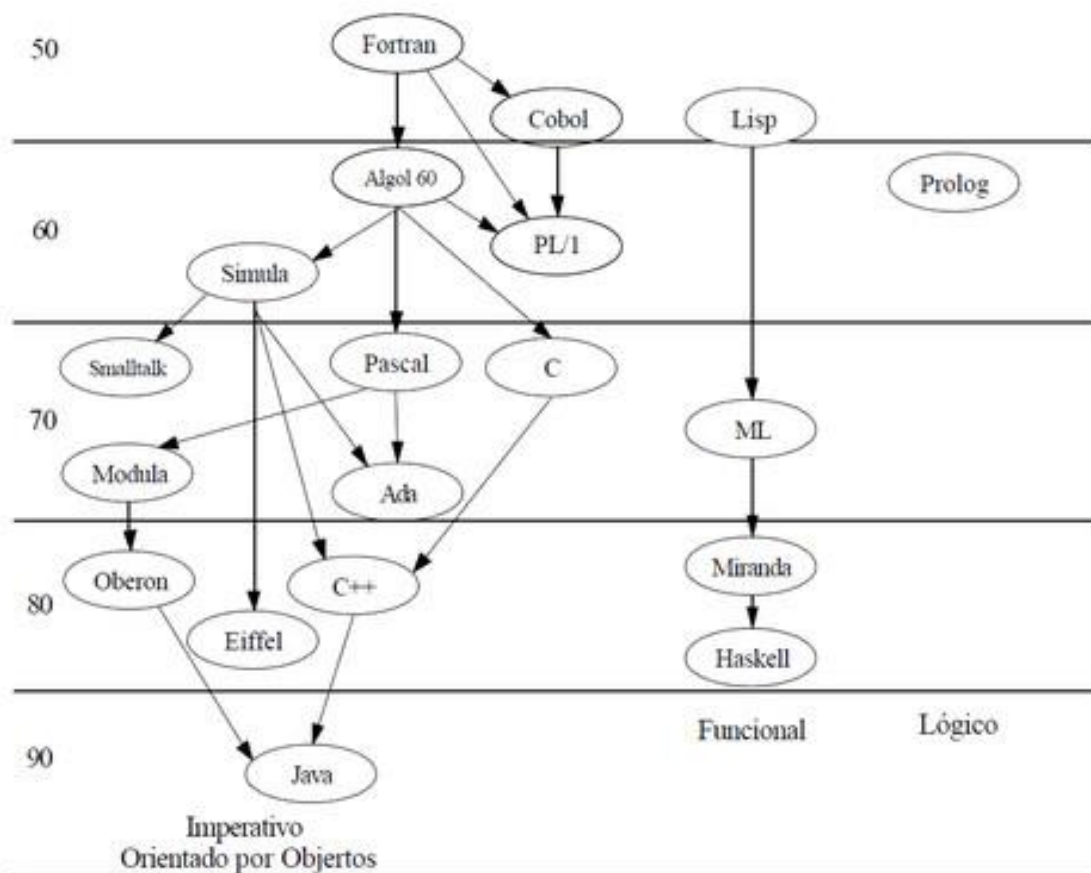 50
Fortran
Cobol
Lisp
Algol 60
Prolog
60
PL/1
Simula
Smalltalk
Pascal
C
70
ML
Modula
Ada
Oberon
C++
Miranda
80
Eiffel
Haskell
Funcional
Lógico
90
Java
Imperativo
Orientado por Objertos